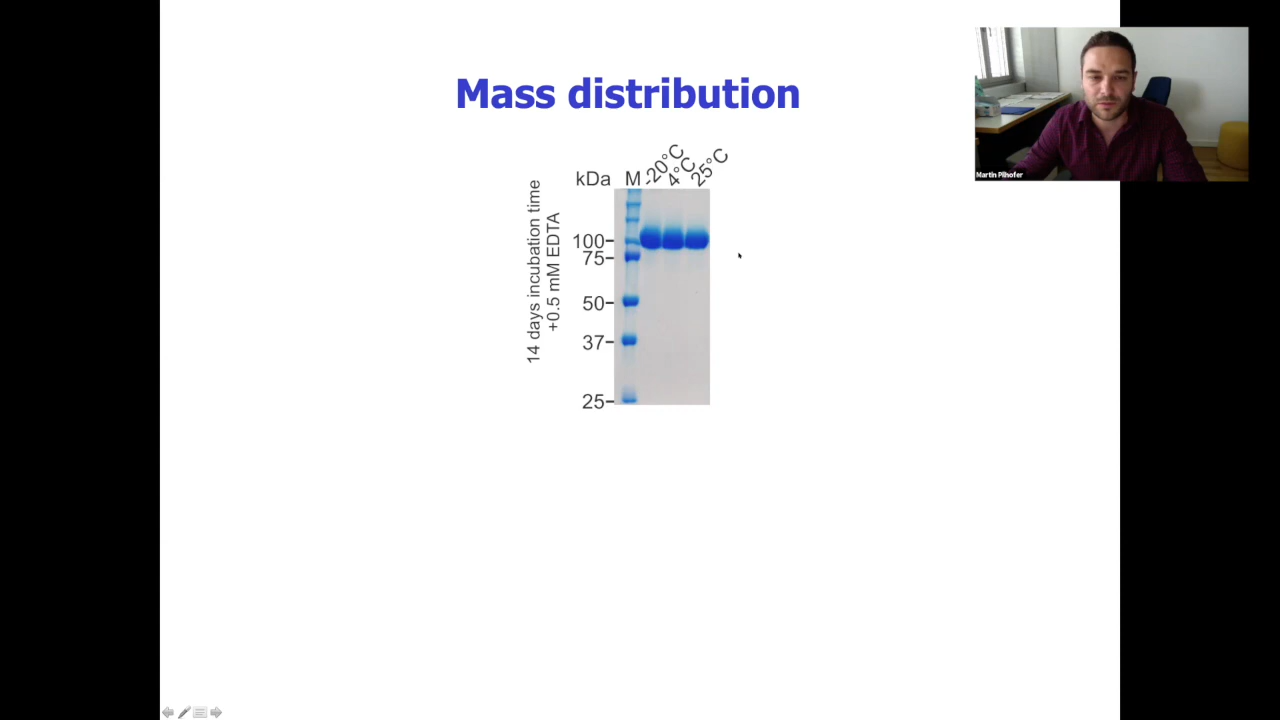 Mass distribution
kDa M -20°C 4°C 25°C
14 days incubation time
+0.5 mM EDTA
100
75
50
37
25
Martin Pilhofer